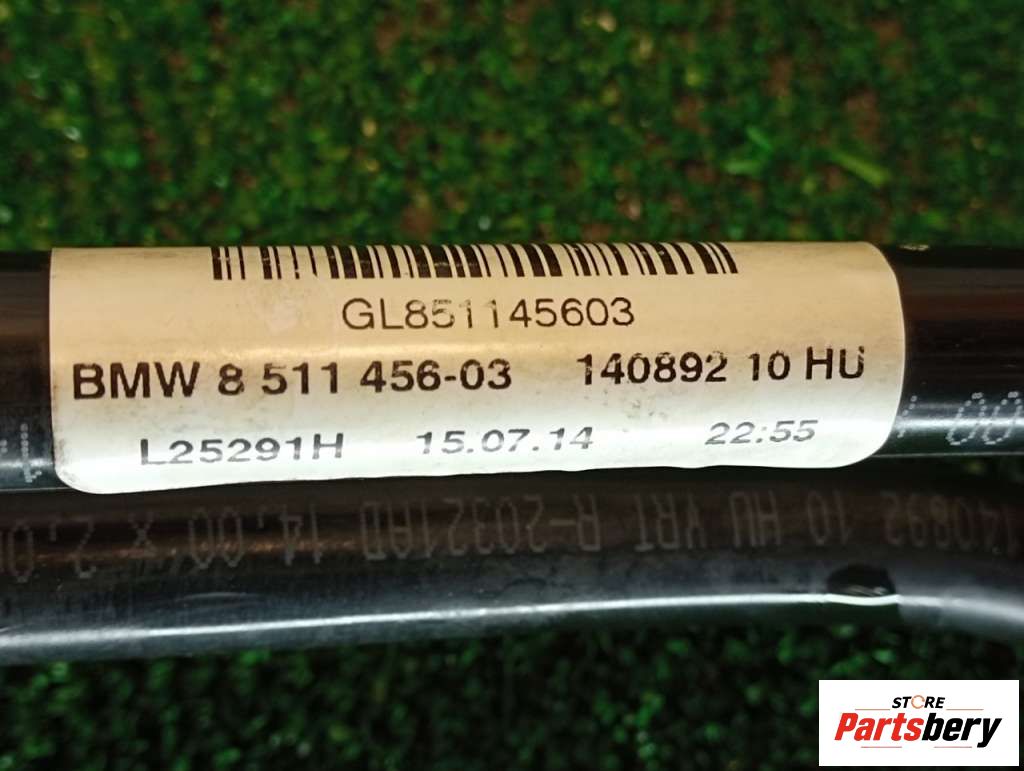 GL851145603
BMW 8 511 456-03 140892 10 HU
L25291H 15.07.14 22:55
140892 10 HU VRT R-20321AD 14.00 x 2.0
STORE
Partsbery